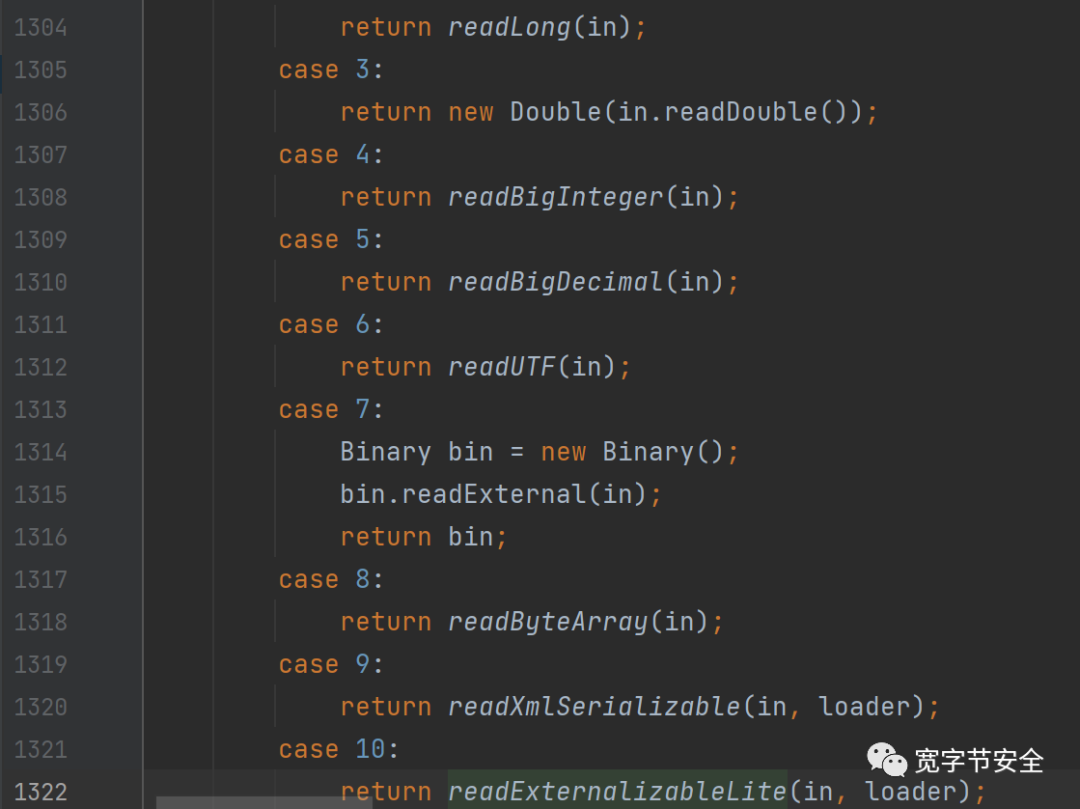 1304 return readLong(in);
1305 case 3:
1306 return new Double(in.readDouble());
1307 case 4:
1308 return readBigInteger(in);
1309 case 5:
1310 return readBigDecimal(in);
1311 case 6:
1312 return readUTF(in);
1313 case 7:
1314 Binary bin = new Binary();
1315 bin.readExternal(in);
1316 return bin;
1317 case 8:
1318 return readByteArray(in);
1319 case 9:
1320 return readXmlSerializable(in, loader);
1321 case 10:
宽字节安全
1322 return readExternalizableLite(in, loader);